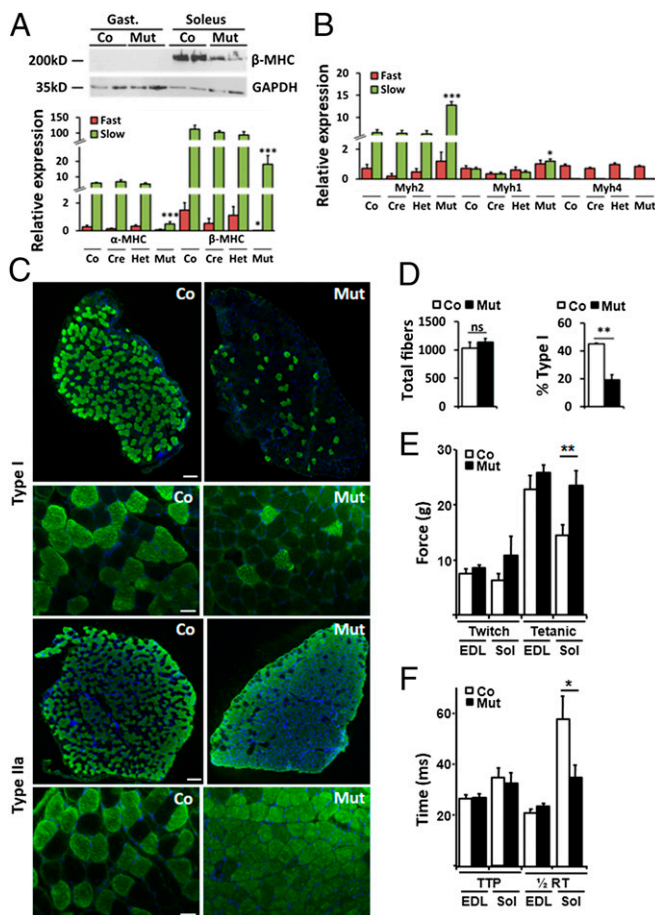 A
Gast. Soleus
Co Mut Co Mut
200kD β-MHC
35kD GAPDH
Fast
Slow
Relative expression
150
100
50
20
10
2
0
***
***
*
α-MHC β-MHC
Co Cre Het Mut Co Cre Het Mut
B
Fast
Slow
Relative expression
20
15
10
5
2
0
***
*
Myh2 Myh1 Myh4
Co Cre Het Mut Co Cre Het Mut Co Cre Het Mut
C
Type I
Co Mut
Co Mut
Type IIa
Co Mut
Co Mut
D
Co Mut
Total fibers
1500
1000
500
0
ns
Co Mut
% Type I
60
40
20
0
**
E
Co
Mut
Force (g)
30
20
10
**
Twitch Tetanic
EDL Sol EDL Sol
F
Co
Mut
Time (ms)
60
40
20
*
TTP ½ RT
EDL Sol EDL Sol